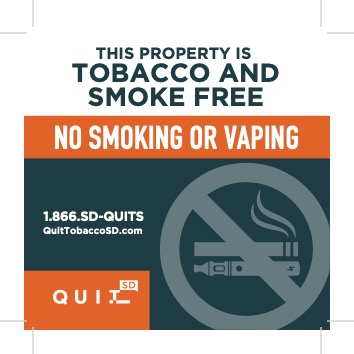 THIS PROPERTY IS
TOBACCO AND
SMOKE FREE
NO SMOKING OR VAPING
1.866.SD-QUITS
QuitTobaccoSD.com
QUIT SD